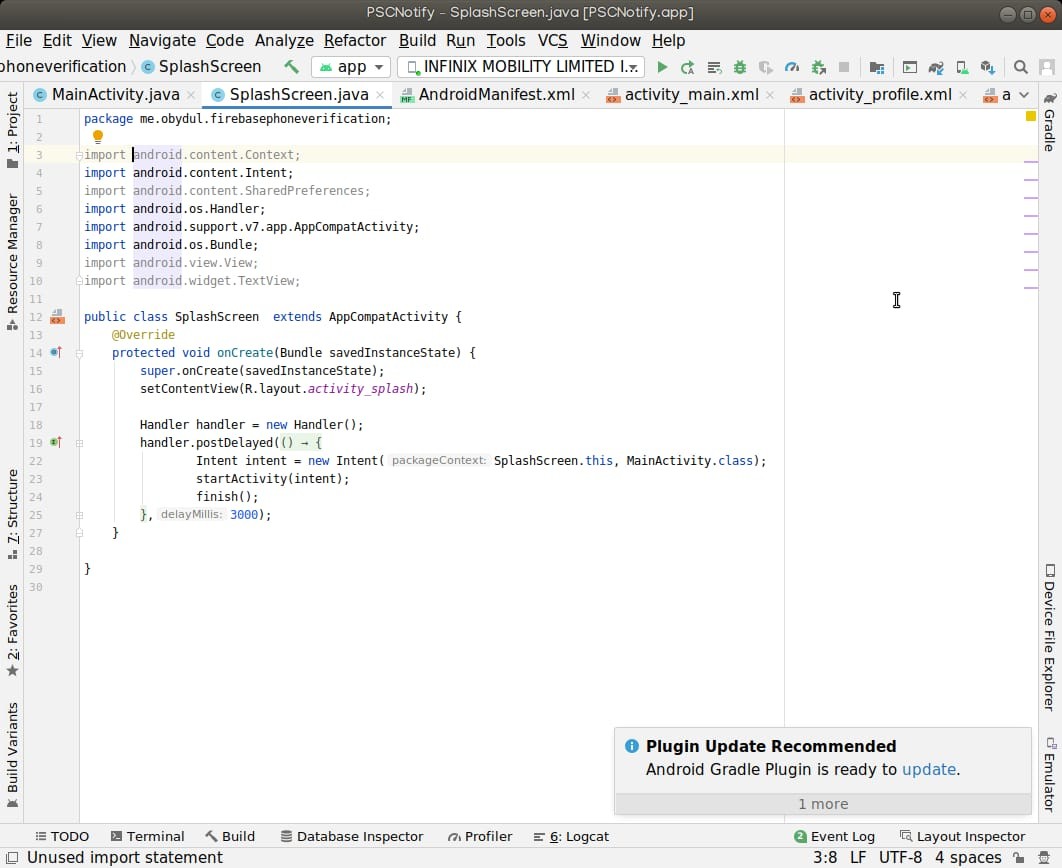 PSCNotify - SplashScreen.java [PSCNotify.app]
File Edit View Navigate Code Analyze Refactor Build Run Tools VCS Window Help
phoneverification SplashScreen app INFINIX MOBILITY LIMITED I...
MainActivity.java SplashScreen.java AndroidManifest.xml activity_main.xml activity_profile.xml a
1: Project
Resource Manager
7: Structure
2: Favorites
Build Variants
1 package me.obydul.firebasephoneverification;
2
3 import android.content.Context;
4 import android.content.Intent;
5 import android.content.SharedPreferences;
6 import android.os.Handler;
7 import android.support.v7.app.AppCompatActivity;
8 import android.os.Bundle;
9 import android.view.View;
10 import android.widget.TextView;
11
12 public class SplashScreen  extends AppCompatActivity {
13 @Override
14 protected void onCreate(Bundle savedInstanceState) {
15 super.onCreate(savedInstanceState);
16 setContentView(R.layout.activity_splash);
17
18 Handler handler = new Handler();
19 handler.postDelayed(() → {
22 Intent intent = new Intent( packageContext: SplashScreen.this, MainActivity.class);
23 startActivity(intent);
24 finish();
25 }, delayMillis: 3000);
27 }
28
29 }
30
Gradle
Device File Explorer
Emulator
Plugin Update Recommended
Android Gradle Plugin is ready to update.
1 more
TODO Terminal Build Database Inspector Profiler 6: Logcat 2 Event Log Layout Inspector
Unused import statement 3:8 LF UTF-8 4 spaces